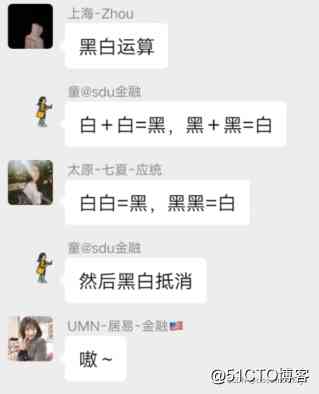 上海-Zhou
黑白运算
童@sdu金融
白+白=黑，黑+黑=白
太原-七夏-应统
白白=黑，黑黑=白
童@sdu金融
然后黑白抵消
UMN-居易-金融🇺🇸
嗷~
@51CTO博客